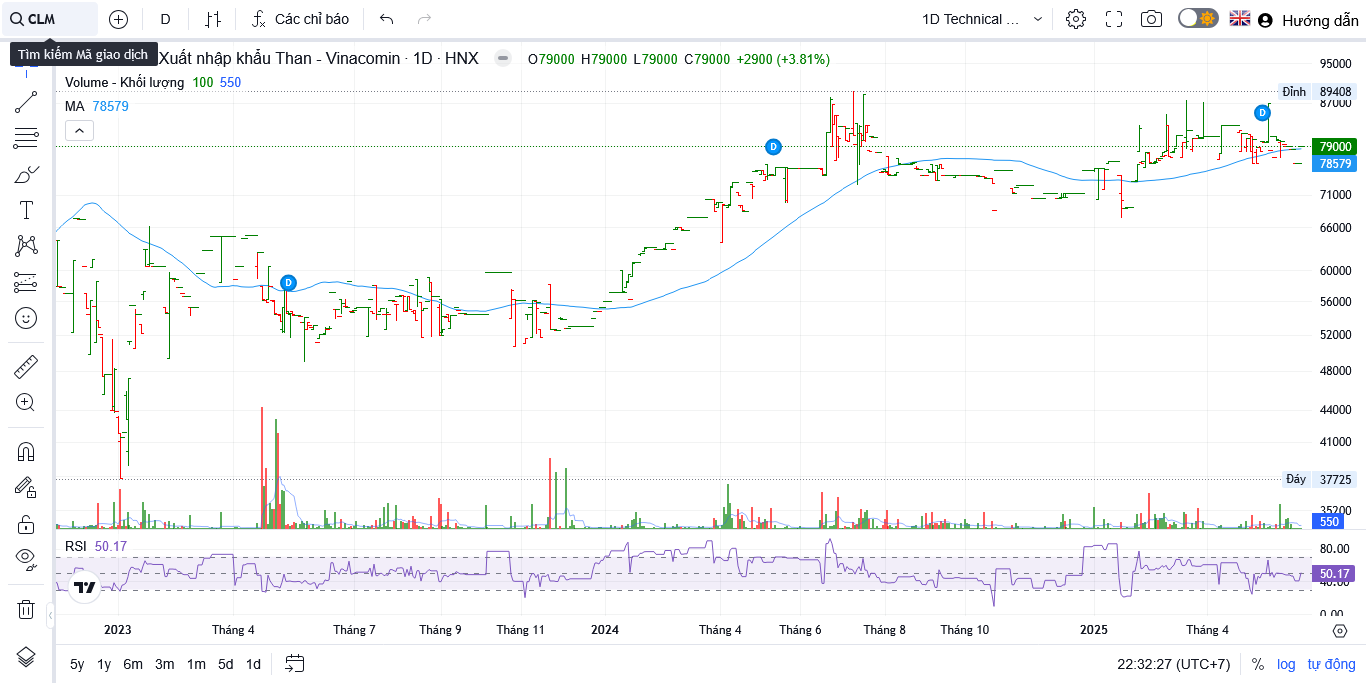 CLM
D
Các chỉ báo
1D Technical ...
Hướng dẫn
Tìm kiếm Mã giao dịch
Xuất nhập khẩu Than - Vinacomin · 1D · HNX
O79000 H79000 L79000 C79000 +2900 (+3.81%)
Volume - Khối lượng 100 550
MA 78579
95000
Đỉnh 89408
87000
D
D
D
79000
78579
71000
66000
60000
56000
52000
48000
44000
41000
Đáy 37725
35200
550
RSI 50.17
80.00
50.17
40.00
0.00
2023 Tháng 4 Tháng 7 Tháng 9 Tháng 11 2024 Tháng 4 Tháng 6 Tháng 8 Tháng 10 2025 Tháng 4
5y 1y 6m 3m 1m 5d 1d
22:32:27 (UTC+7) % log tự động